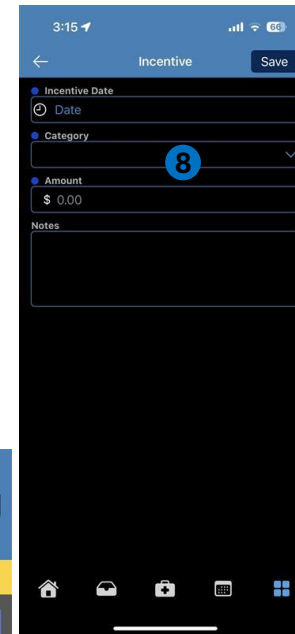 3:15 66
Incentive Save
Incentive Date
Date
Category
8
Amount
$ 0.00
Notes